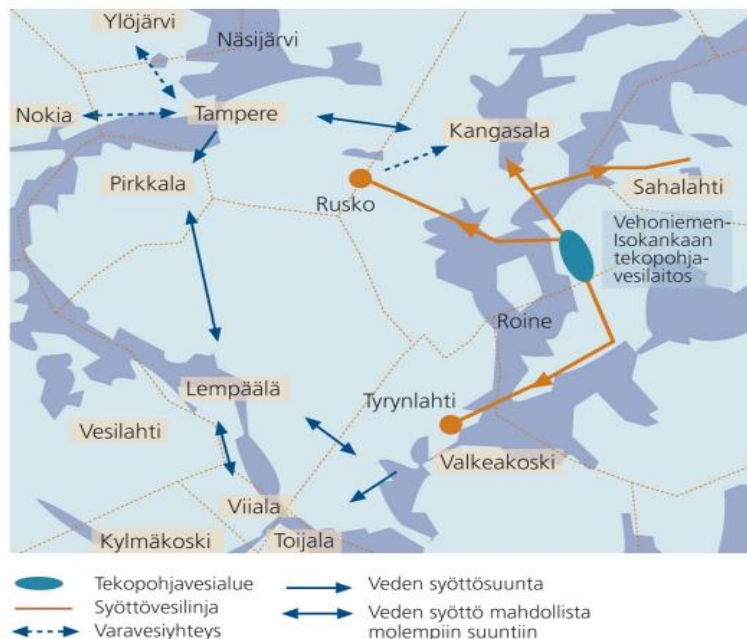 Ylöjärvi
Näsijärvi
Nokia
Tampere
Kangasala
Pirkkala
Rusko
Sahalahti
Vehoniemen-
Isokankaan
tekopohja-
vesilaitos
Roine
Lempäälä
Tyrynlahti
Vesilahti
Valkeakoski
Viiala
Kylmäkoski
Toijala
Tekopohjavesialue
Syöttövesilinja
Varavesiyhteys
Veden syöttösuunta
Veden syöttö mahdollista
molempiin suuntiin